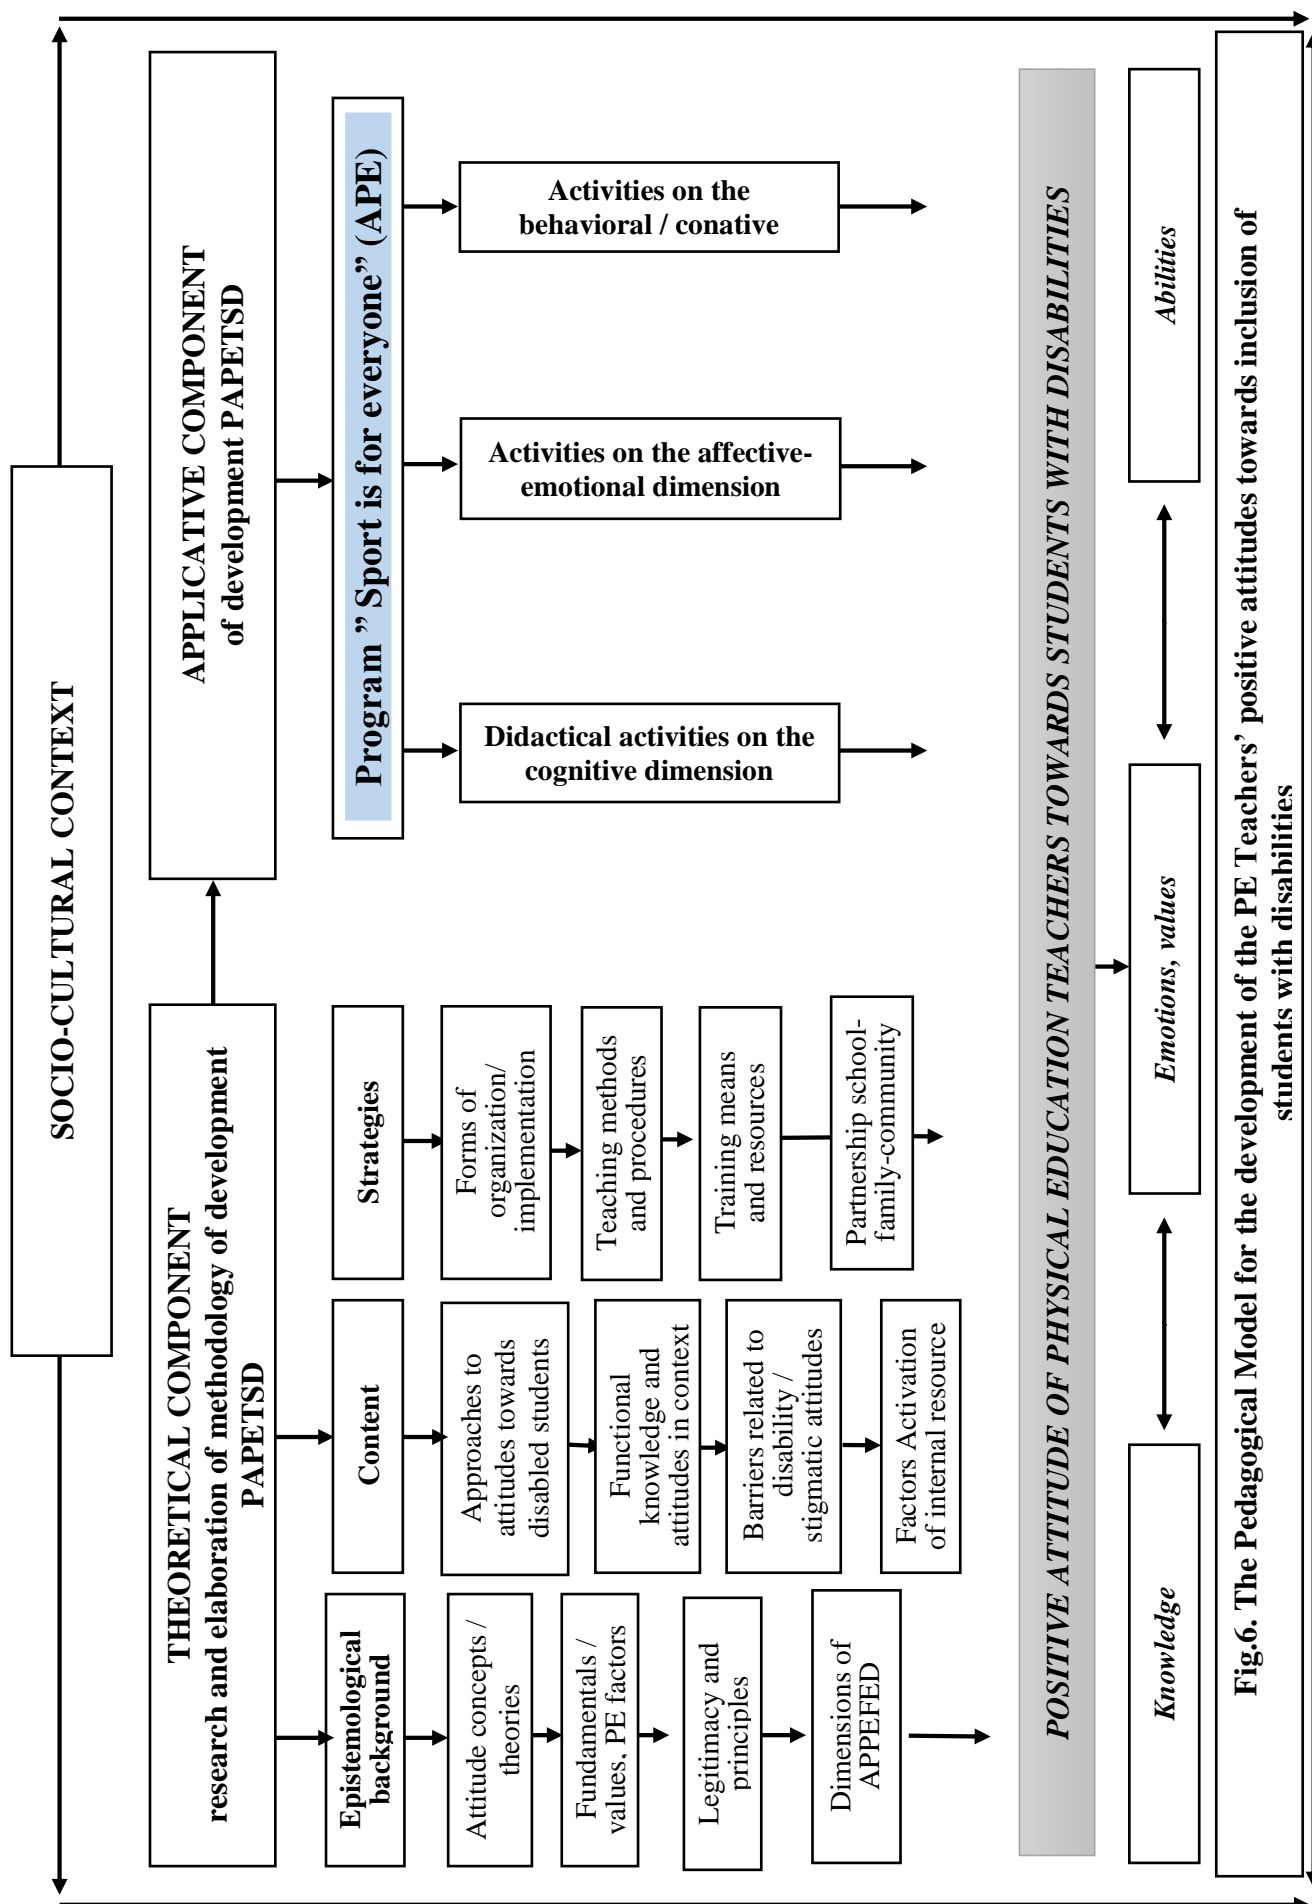 SOCIO-CULTURAL CONTEXT
THEORETICAL COMPONENT
research and elaboration of methodology of development
PAPETSD
APPLICATIVE COMPONENT
of development PAPETSD
Epistemological
background
Attitude concepts /
theories
Fundamentals /
values, PE factors
Legitimacy and
principles
Dimensions of
APPEFED
Content
Approaches to
attitudes towards
disabled students
Functional
knowledge and
attitudes in context
Barriers related to
disability /
stigmatic attitudes
Factors Activation
of internal resource
Strategies
Forms of
organization/
implementation
Teaching methods
and procedures
Training means
and resources
Partnership school-
family-community
Program ” Sport is for everyone” (APE)
Didactical activities on the
cognitive dimension
Activities on the affective-
emotional dimension
Activities on the
behavioral / conative
POSITIVE ATTITUDE OF PHYSICAL EDUCATION TEACHERS TOWARDS STUDENTS WITH DISABILITIES
Knowledge
Emotions, values
Abilities
Fig.6. The Pedagogical Model for the development of the PE Teachers’ positive attitudes towards inclusion of
students with disabilities